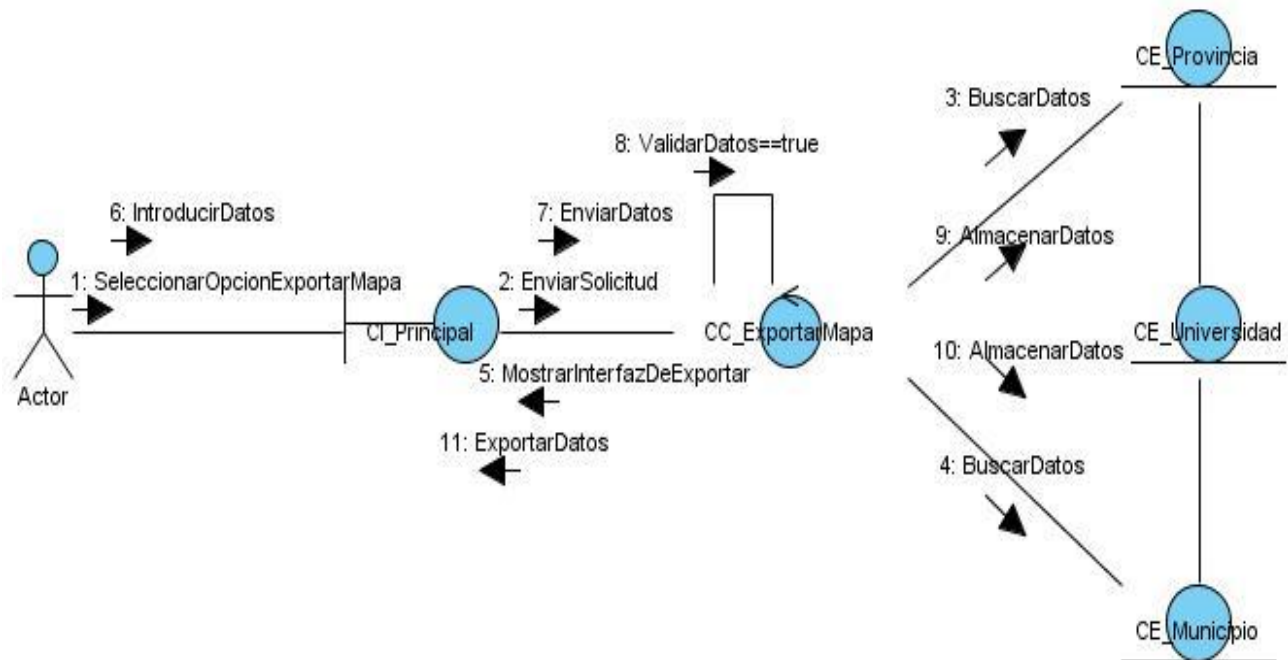 CE_Provincia
3: BuscarDatos
8: ValidarDatos==true
6: IntroducirDatos
7: EnviarDatos
9: AlmacenarDatos
1: SeleccionarOpcionExportarMapa
2: EnviarSolicitud
CI_Principal
CC_ExportarMapa
CE_Universidad
10: AlmacenarDatos
5: MostrarInterfazDeExportar
Actor
11: ExportarDatos
4: BuscarDatos
CE_Municipio